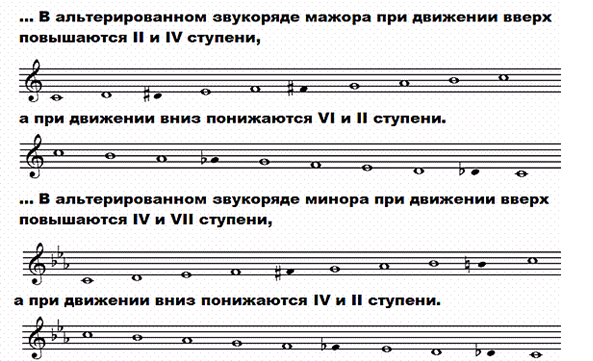 ... В альтерированном звукоряде мажора при движении вверх
повышаются II и IV ступени,
а при движении вниз понижаются VI и II ступени.
... В альтерированном звукоряде минора при движении вверх
повышаются IV и VII ступени,
а при движении вниз понижаются IV и II ступени.